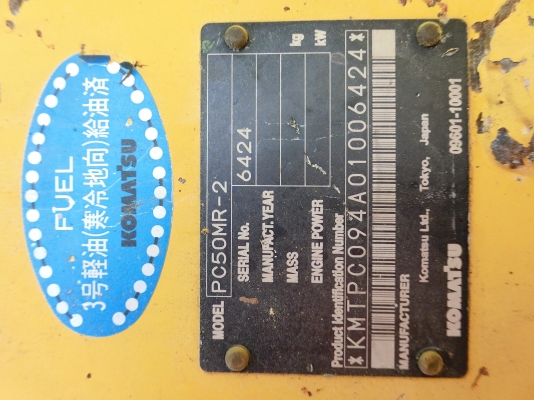 FUEL
3号軽油(寒冷地向)給油済
KOMATSU
MODEL PC50MR-2
SERIAL No. 6424
MANUFACT.YEAR
MASS kg
ENGINE POWER kW
Product Identification Number
*KMTPC094A01006424*
MANUFACTURER
Komatsu Ltd., Tokyo, Japan
KOMATSU 09601-10001